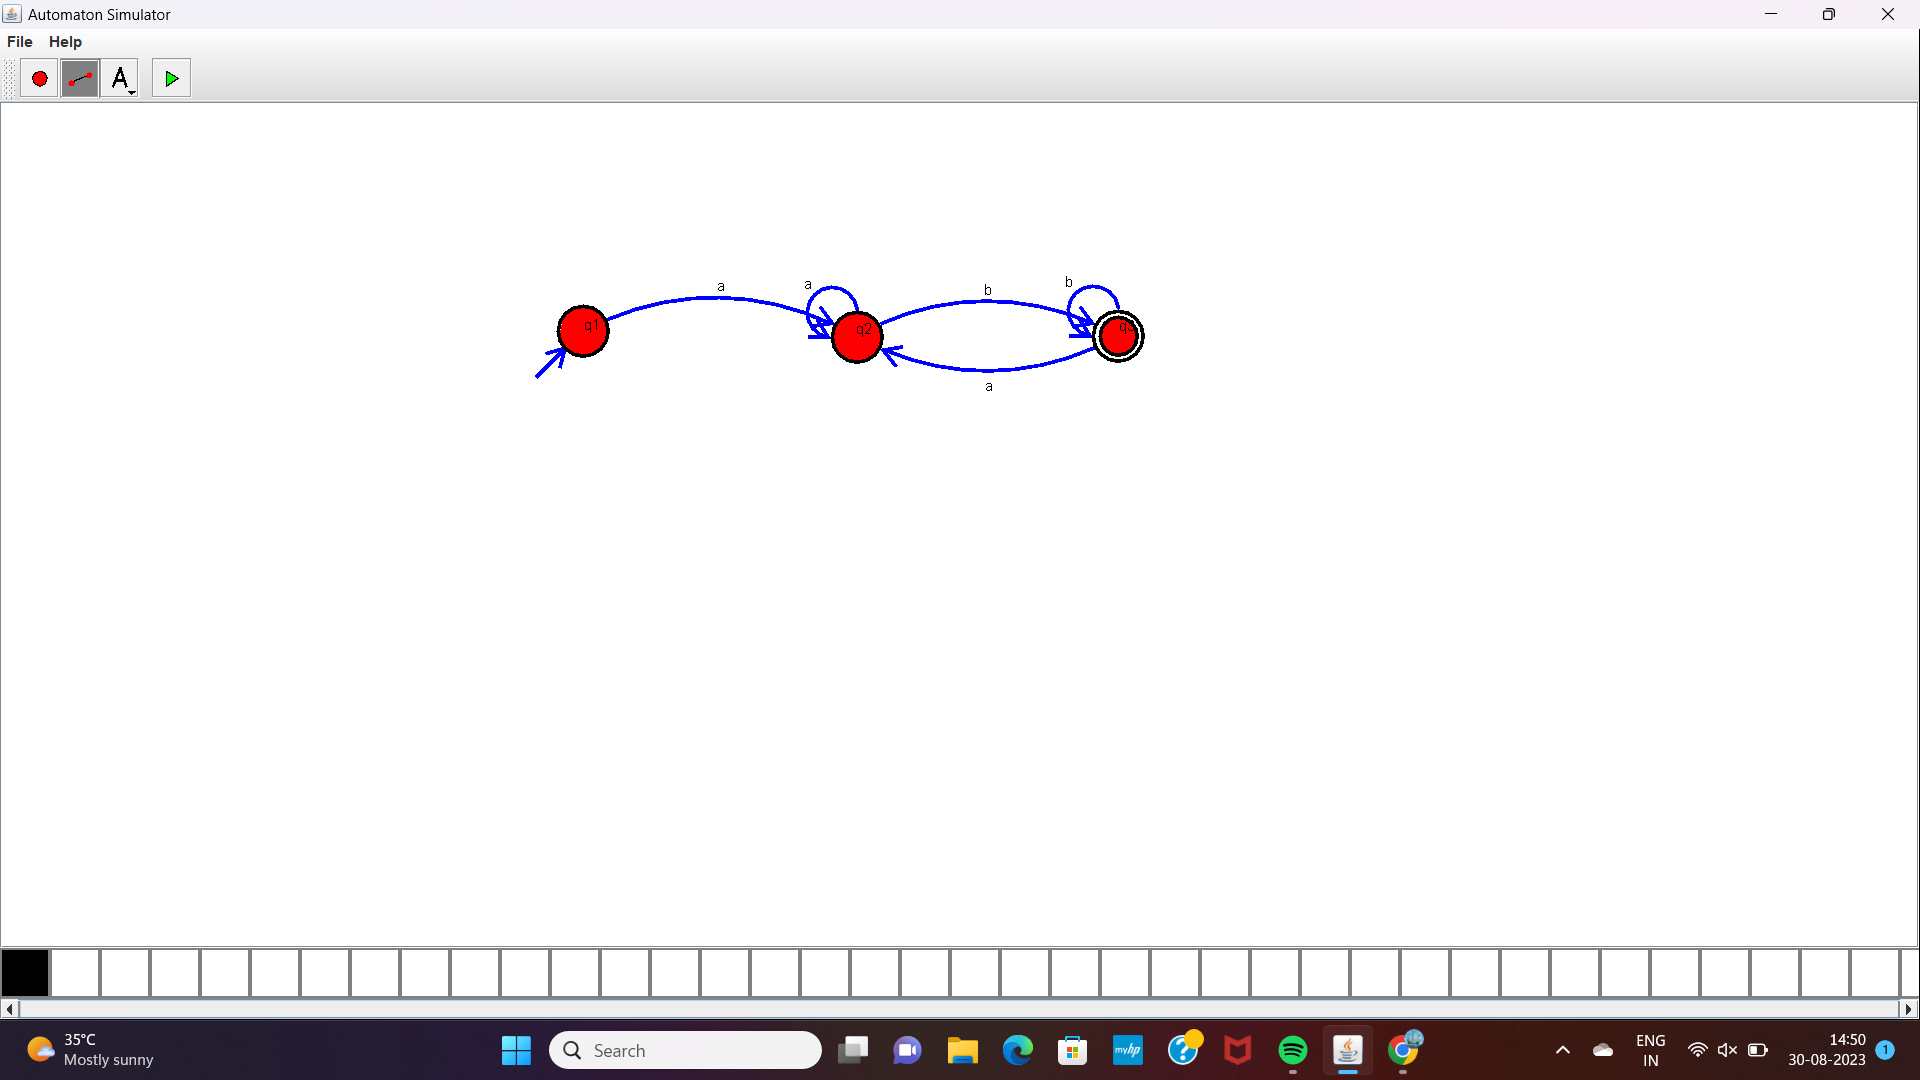 Automaton Simulator
File Help
A
a
a
b
b
q1
q2
q3
a
35°C
Mostly sunny
Search
myhp
ENG
IN
14:50
30-08-2023
1